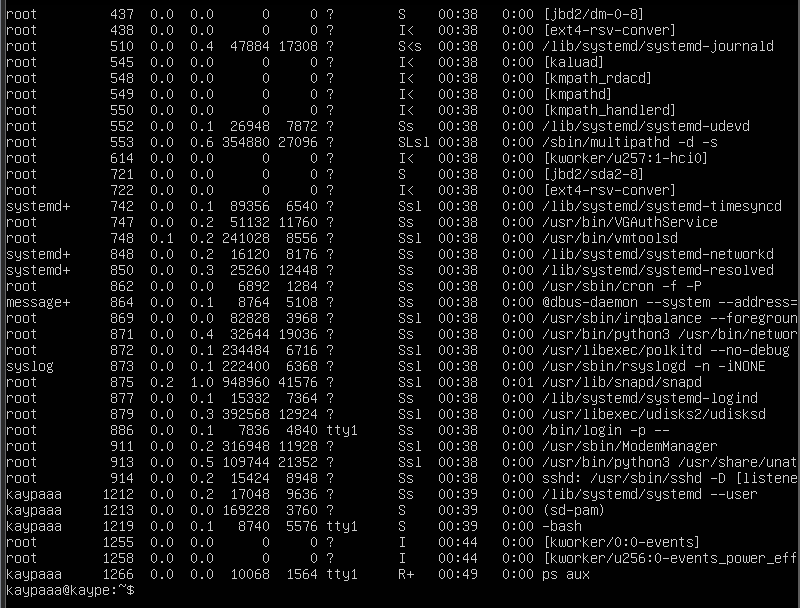 root         437  0.0  0.0      0     0 ?        S    00:38   0:00 [jbd2/dm-0-8]
root         438  0.0  0.0      0     0 ?        I<   00:38   0:00 [ext4-rsv-conver]
root         510  0.0  0.4  47884 17308 ?        S<s  00:38   0:00 /lib/systemd/systemd-journald
root         545  0.0  0.0      0     0 ?        I<   00:38   0:00 [kaluad]
root         548  0.0  0.0      0     0 ?        I<   00:38   0:00 [kmpath_rdacd]
root         549  0.0  0.0      0     0 ?        I<   00:38   0:00 [kmpathd]
root         550  0.0  0.0      0     0 ?        I<   00:38   0:00 [kmpath_handlerd]
root         552  0.0  0.1  26948  7872 ?        Ss   00:38   0:00 /lib/systemd/systemd-udevd
root         553  0.0  0.6 354880 27096 ?        SLsl 00:38   0:00 /sbin/multipathd -d -s
root         614  0.0  0.0      0     0 ?        I<   00:38   0:00 [kworker/u257:1-hci0]
root         721  0.0  0.0      0     0 ?        S    00:38   0:00 [jbd2/sda2-8]
root         722  0.0  0.0      0     0 ?        I<   00:38   0:00 [ext4-rsv-conver]
systemd+     742  0.0  0.1  89356  6540 ?        Ssl  00:38   0:00 /lib/systemd/systemd-timesyncd
root         747  0.0  0.2  51132 11760 ?        Ss   00:38   0:00 /usr/bin/VGAuthService
root         748  0.1  0.2 241028  8556 ?        Ssl  00:38   0:00 /usr/bin/vmtoolsd
systemd+     848  0.0  0.2  16120  8176 ?        Ss   00:38   0:00 /lib/systemd/systemd-networkd
systemd+     850  0.0  0.3  25260 12448 ?        Ss   00:38   0:00 /lib/systemd/systemd-resolved
root         862  0.0  0.0   6892  1284 ?        Ss   00:38   0:00 /usr/sbin/cron -f -P
message+     864  0.0  0.1   8764  5108 ?        Ss   00:38   0:00 @dbus-daemon --system --address=
root         869  0.0  0.0  82828  3968 ?        Ssl  00:38   0:00 /usr/sbin/irqbalance --foregroun
root         871  0.0  0.4  32644 19036 ?        Ss   00:38   0:00 /usr/bin/python3 /usr/bin/networ
root         872  0.0  0.1 234484  6716 ?        Ssl  00:38   0:00 /usr/libexec/polkitd --no-debug
syslog       873  0.0  0.1 222400  6368 ?        Ssl  00:38   0:00 /usr/sbin/rsyslogd -n -iNONE
root         875  0.2  1.0 948960 41576 ?        Ssl  00:38   0:01 /usr/lib/snapd/snapd
root         877  0.0  0.1  15332  7364 ?        Ss   00:38   0:00 /lib/systemd/systemd-logind
root         879  0.0  0.3 392568 12924 ?        Ssl  00:38   0:00 /usr/libexec/udisks2/udisksd
root         886  0.0  0.1   7836  4840 tty1     Ss   00:38   0:00 /bin/login -p --
root         911  0.0  0.2 316948 11928 ?        Ssl  00:38   0:00 /usr/sbin/ModemManager
root         913  0.0  0.5 109744 21352 ?        Ssl  00:38   0:00 /usr/bin/python3 /usr/share/unat
root         914  0.0  0.2  15424  8948 ?        Ss   00:38   0:00 sshd: /usr/sbin/sshd -D [listene
kaypaaa     1212  0.0  0.2  17048  9636 ?        Ss   00:39   0:00 /lib/systemd/systemd --user
kaypaaa     1213  0.0  0.0 169228  3760 ?        S    00:39   0:00 (sd-pam)
kaypaaa     1219  0.0  0.1   8740  5576 tty1     S    00:39   0:00 -bash
root        1255  0.0  0.0      0     0 ?        I    00:44   0:00 [kworker/0:0-events]
root        1258  0.0  0.0      0     0 ?        I    00:44   0:00 [kworker/u256:0-events_power_eff
kaypaaa     1266  0.0  0.0  10068  1564 tty1     R+   00:49   0:00 ps aux
kaypaaa@kaype:~$